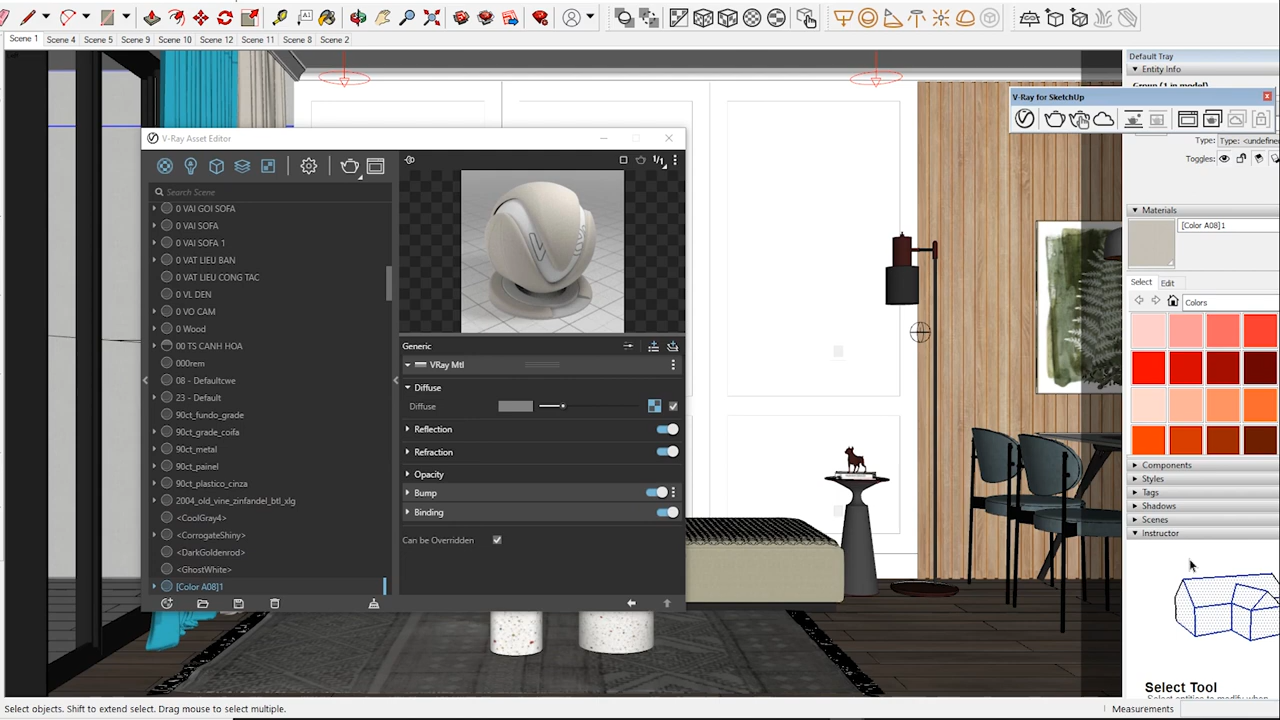 Scene 1 Scene 4 Scene 5 Scene 9 Scene 10 Scene 12 Scene 11 Scene 8 Scene 2
Default Tray
Entity Info
V-Ray for SketchUp
Type: Type: <undefine
Toggles:
Materials
[Color A08]1
Select Edit
Colors
Components
Styles
Tags
Shadows
Scenes
Instructor
Select Tool
V-Ray Asset Editor
Search Scene
0 VAI GOI SOFA
0 VAI SOFA
0 VAI SOFA 1
0 VAT LIEU BAN
0 VAT LIEU CONG TAC
0 VL DEN
0 VO CAM
0 Wood
00 TS CANH HOA
000rem
08 - Defaultcwe
23 - Default
90ct_fundo_grade
90ct_grade_coifa
90ct_metal
90ct_painel
90ct_plastico_cinza
2004_old_vine_zinfandel_btl_xlg
<CoolGray4>
<CorrogateShiny>
<DarkGoldenrod>
<GhostWhite>
[Color A08]1
1/1
Generic
VRay Mtl
Diffuse
Diffuse
Reflection
Refraction
Opacity
Bump
Binding
Can be Overridden
Select objects. Shift to extend select. Drag mouse to select multiple.
Measurements